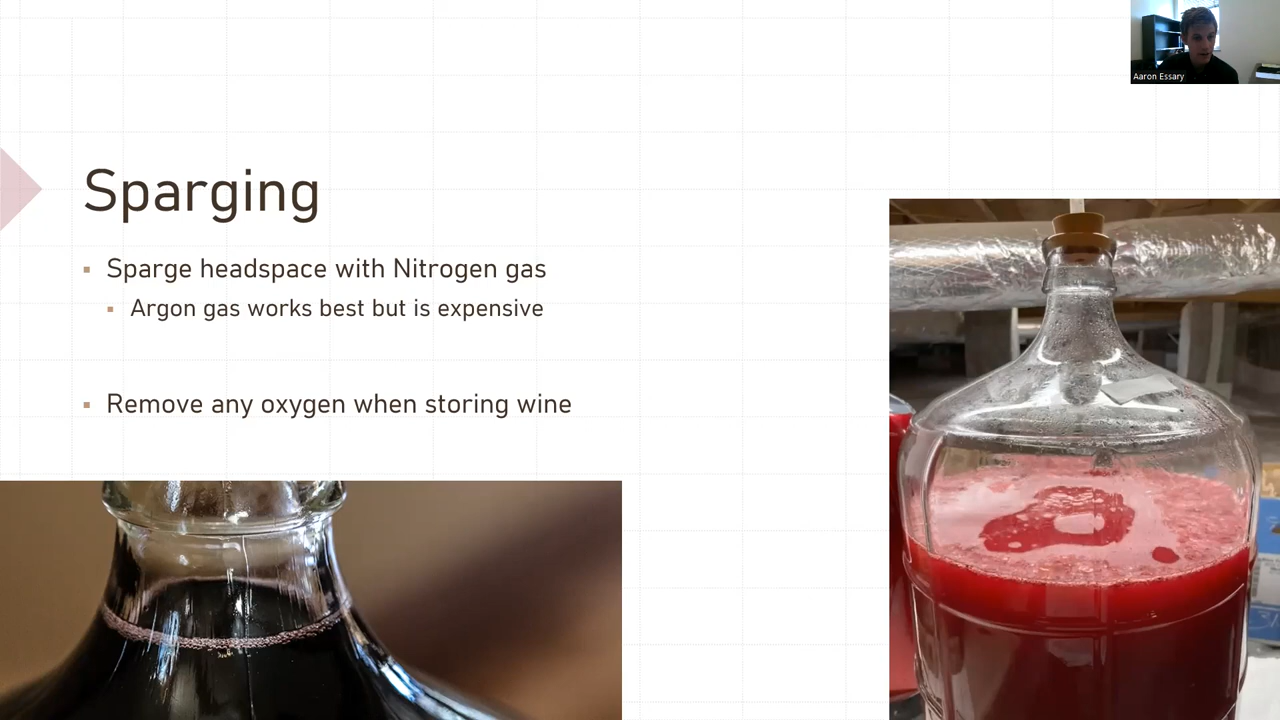 Aaron Essary
Sparging
Sparge headspace with Nitrogen gas
Argon gas works best but is expensive
Remove any oxygen when storing wine